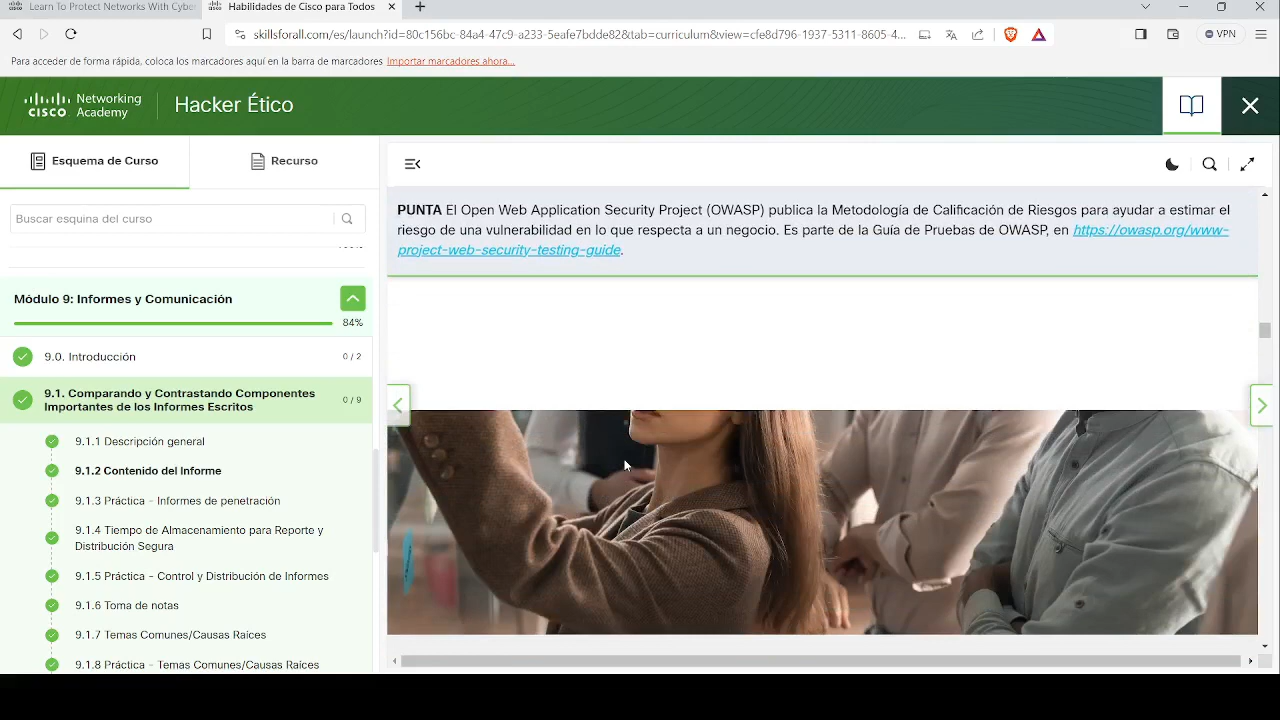 Learn To Protect Networks With Cyber
Habilidades de Cisco para Todos
skillsforall.com/es/launch?id=80c156bc-84a4-47c9-a233-5eafe7bdde82&tab=curriculum&view=cfe8d796-1937-5311-8605-4...
VPN
Para acceder de forma rápida, coloca los marcadores aquí en la barra de marcadores Importar marcadores ahora...
CISCO Networking Academy
Hacker Ético
Esquema de Curso
Recurso
Buscar esquina del curso
Módulo 9: Informes y Comunicación
84%
9.0. Introducción
0 / 2
9.1. Comparando y Contrastando Componentes
Importantes de los Informes Escritos
0 / 9
9.1.1 Descripción general
9.1.2 Contenido del Informe
9.1.3 Práctica - Informes de penetración
9.1.4 Tiempo de Almacenamiento para Reporte y
Distribución Segura
9.1.5 Práctica - Control y Distribución de Informes
9.1.6 Toma de notas
9.1.7 Temas Comunes/Causas Raíces
9.1.8 Práctica - Temas Comunes/Causas Raíces
PUNTA El Open Web Application Security Project (OWASP) publica la Metodología de Calificación de Riesgos para ayudar a estimar el
riesgo de una vulnerabilidad en lo que respecta a un negocio. Es parte de la Guía de Pruebas de OWASP, en https://owasp.org/www-
project-web-security-testing-guide.